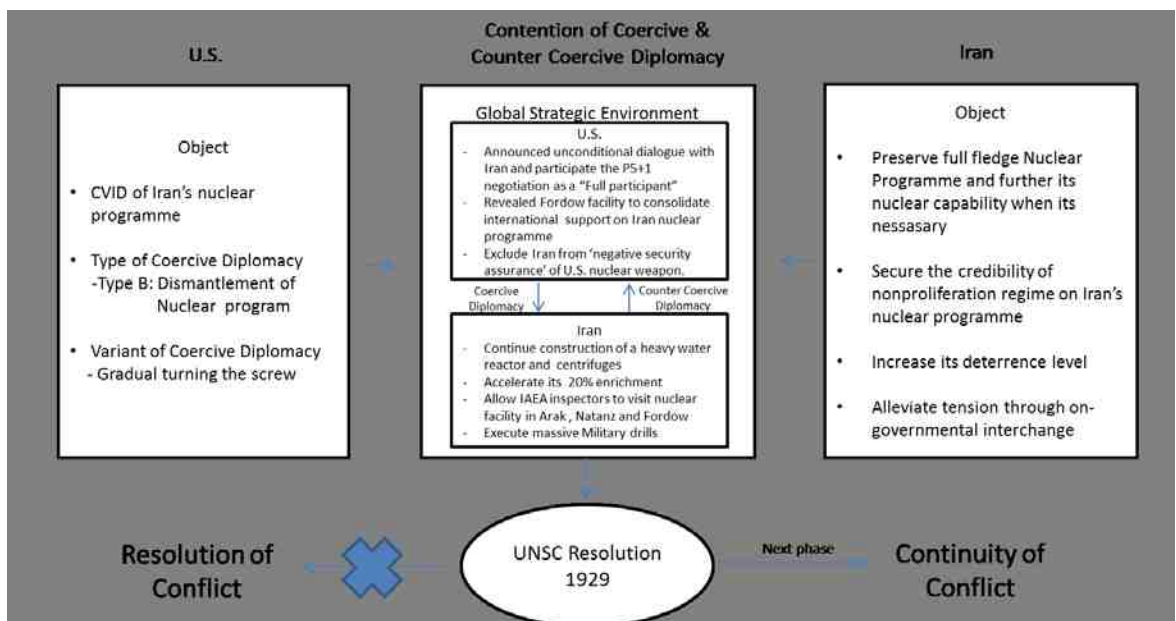 U.S.
Object
• CVID of Iran's nuclear
programme
• Type of Coercive Diplomacy
-Type B: Dismantlement of
Nuclear program
• Variant of Coercive Diplomacy
- Gradual turning the screw
Contention of Coercive &
Counter Coercive Diplomacy
Global Strategic Environment
U.S.
- Announced unconditional dialogue with
Iran and participate the P5+1
negotiation as a "Full participant"
- Revealed Fordow facility to consolidate
international support on Iran nuclear
programme
- Exclude Iran from 'negative security
assurance' of U.S. nuclear weapon.
Coercive
Diplomacy
Counter Coercive
Diplomacy
Iran
- Continue construction of a heavy water
reactor and centrifuges
- Accelerate its 20% enrichment
- Allow IAEA inspectors to visit nuclear
facility in Arak, Natanz and Fordow
- Execute massive Military drills
Iran
Object
• Preserve full fledge Nuclear
Programme and further its
nuclear capability when its
nessasary
• Secure the credibility of
nonproliferation regime on Iran's
nuclear programme
• Increase its deterrence level
• Alleviate tension through on-
governmental interchange
Resolution of
Conflict
UNSC Resolution
1929
Next phase
Continuity of
Conflict